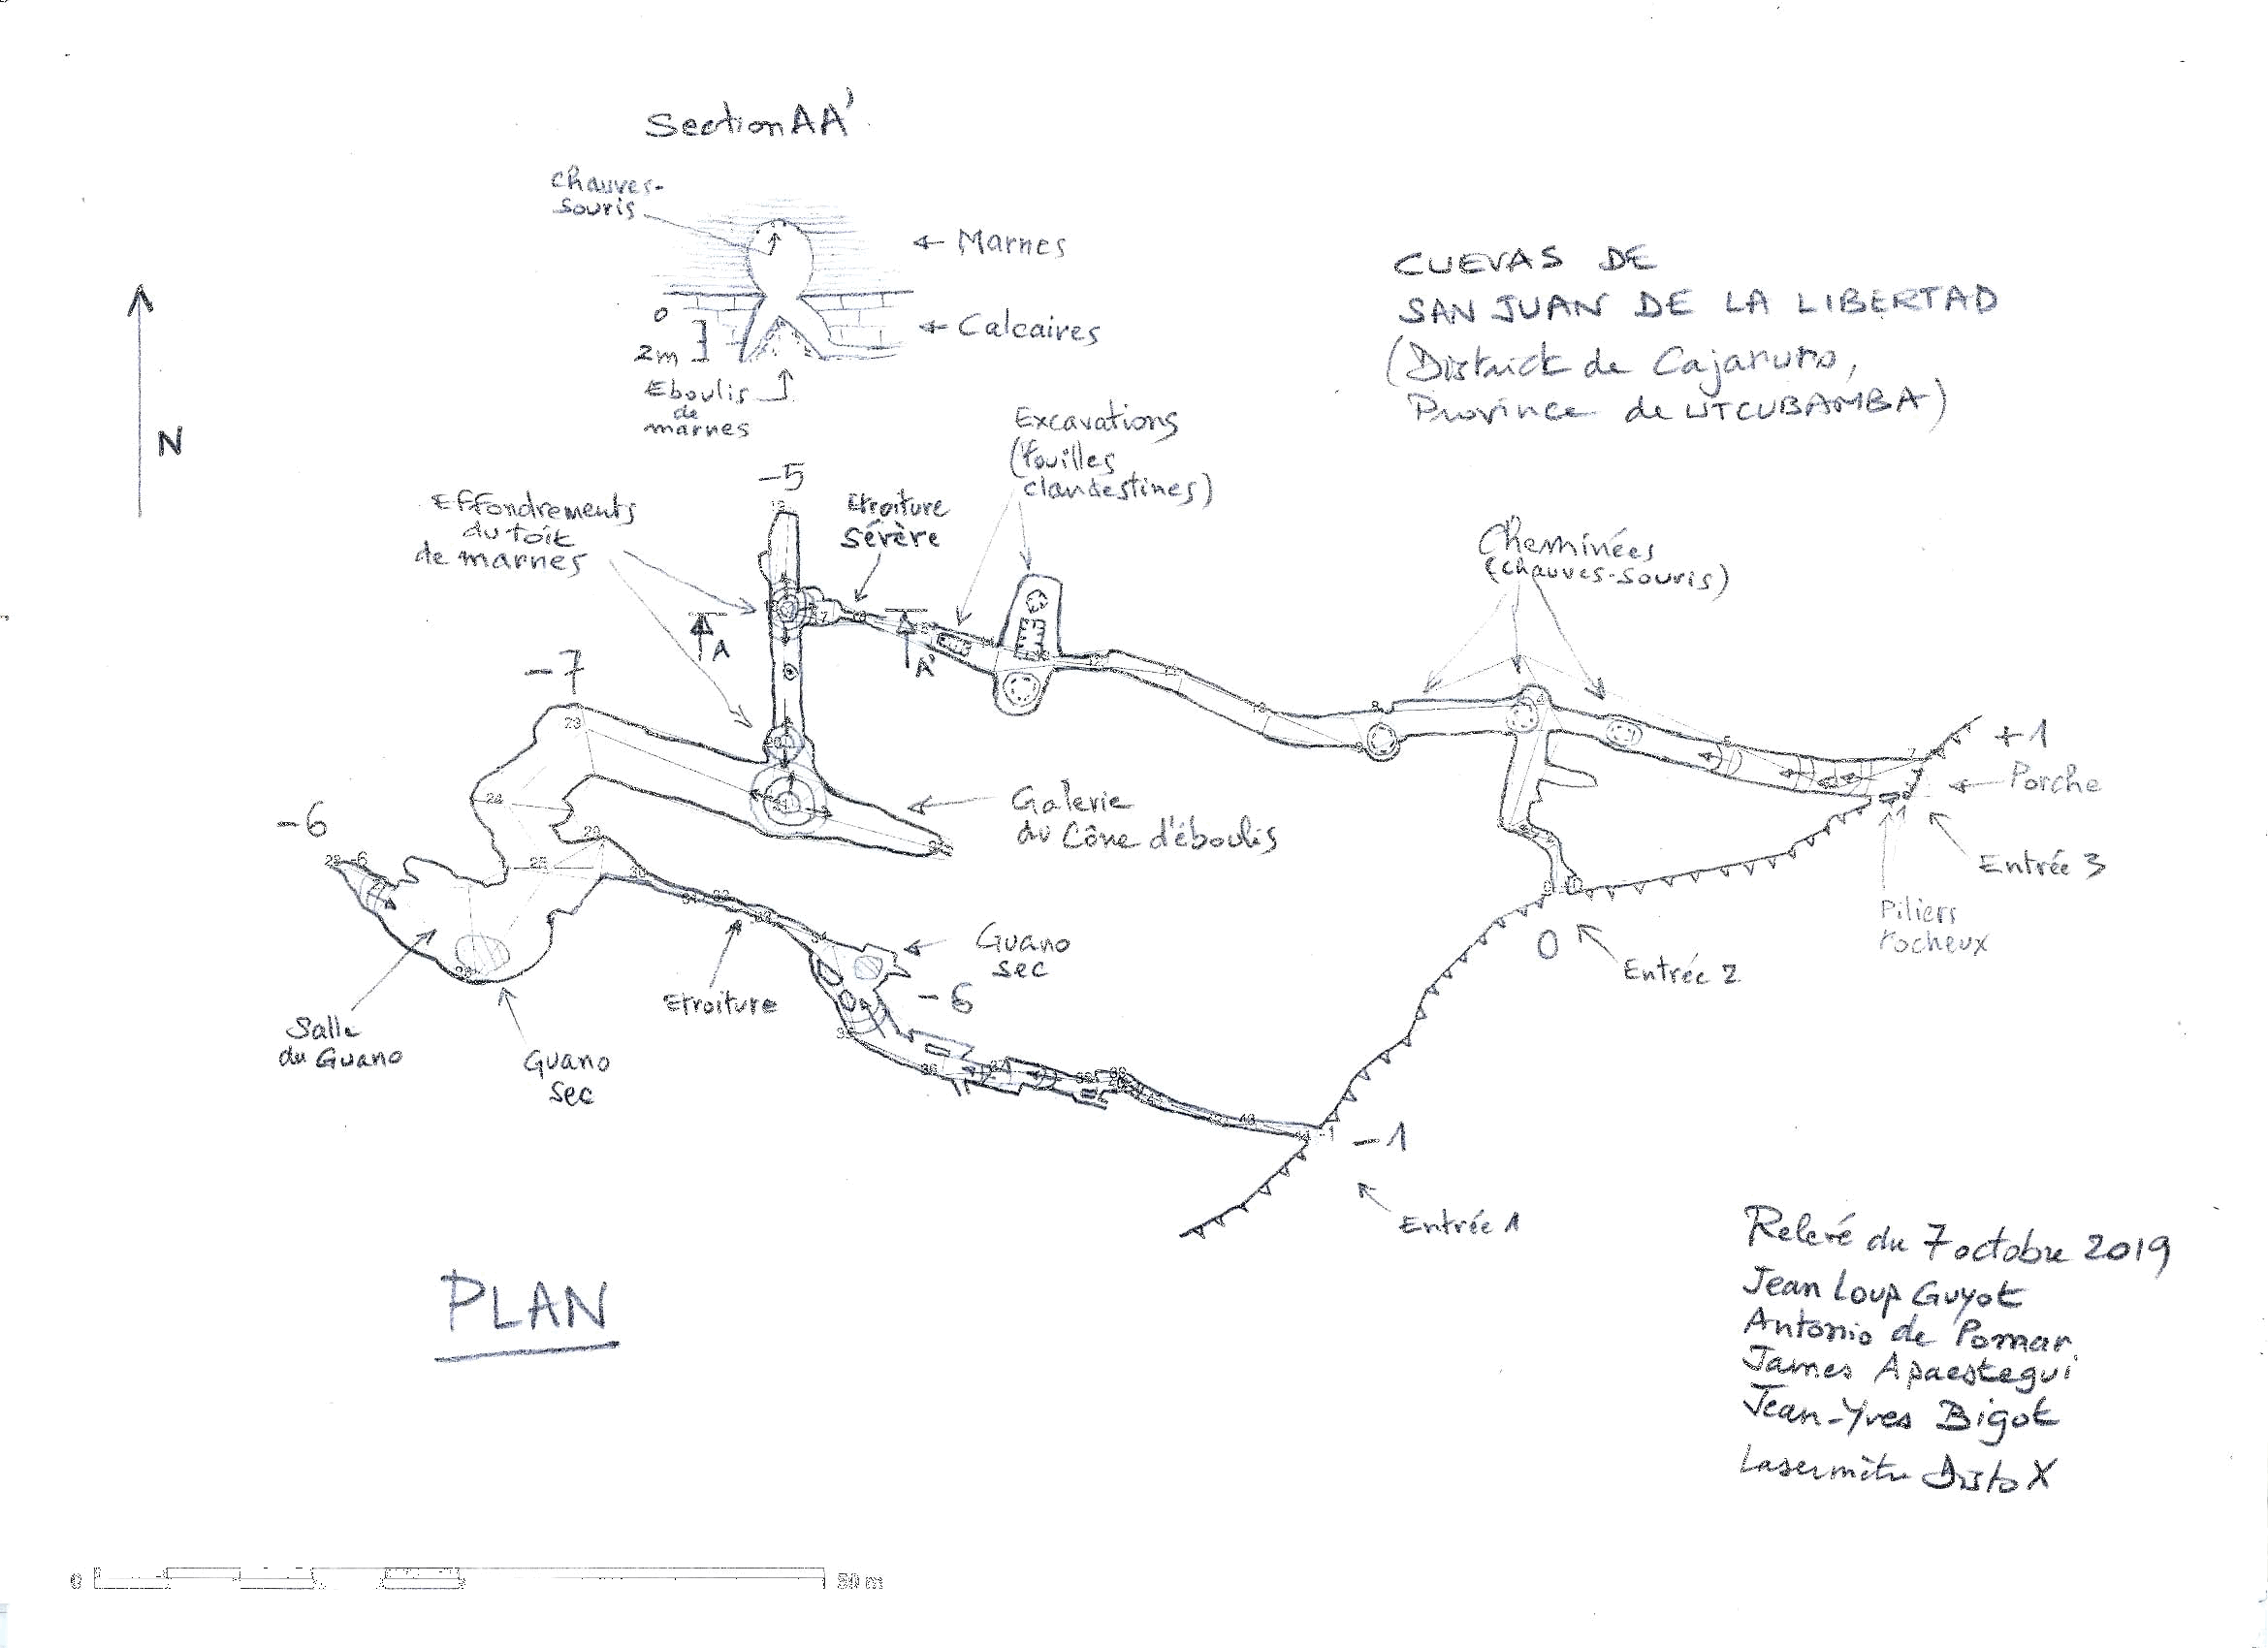 Section AA'
Chauves-
souris
← Marnes
← Calcaires
0
2m
Eboulis
de
marnes
N
CUEVAS DE
SAN JUAN DE LA LIBERTAD
(District de Cajaruro,
Province de UTCUBAMBA)
Excavations
(fouilles
clandestines)
-5
Effondrements
du toit
de marnes
Etroiture
Sévère
Cheminées
(chauves-souris)
A
A'
-7
+1
Porche
Galerie
du Cône d'éboulis
-6
Entrée 3
Piliers
rocheux
Guano
sec
0
Entrée 2
-6
Etroiture
Salle
du Guano
Guano
sec
-1
Entrée 1
PLAN
Relevé du 7 octobre 2019
Jean Loup Guyot
Antonio de Pomar
James Apaestegui
Jean-Yves Bigot
Lasermètre DistoX
0
50 m